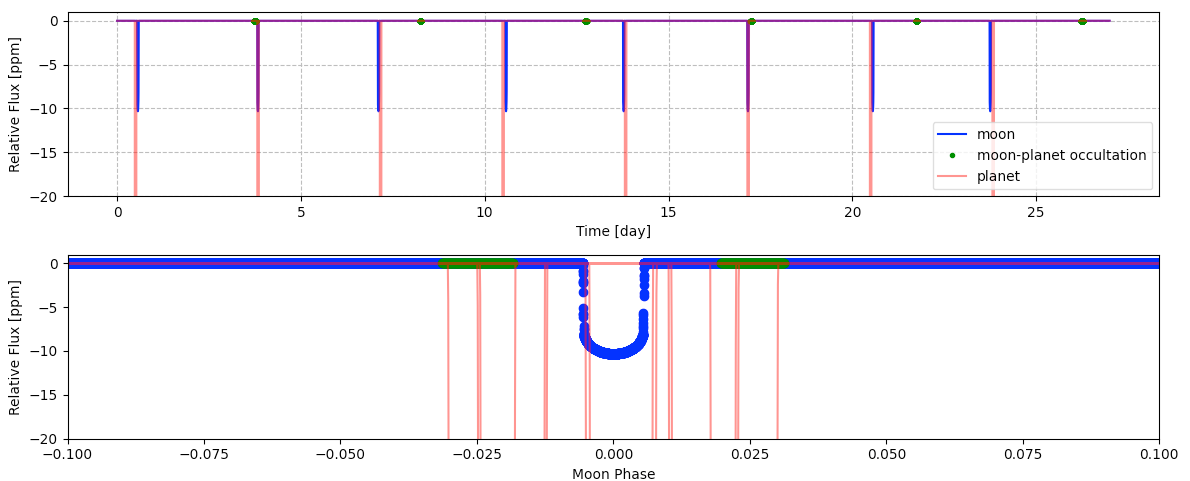 Relative Flux [ppm]
0
−5
−10
−15
−20
moon
moon-planet occultation
planet
0 5 10 15 20 25
Time [day]
Relative Flux [ppm]
0
−5
−10
−15
−20
−0.100 −0.075 −0.050 −0.025 0.000 0.025 0.050 0.075 0.100
Moon Phase